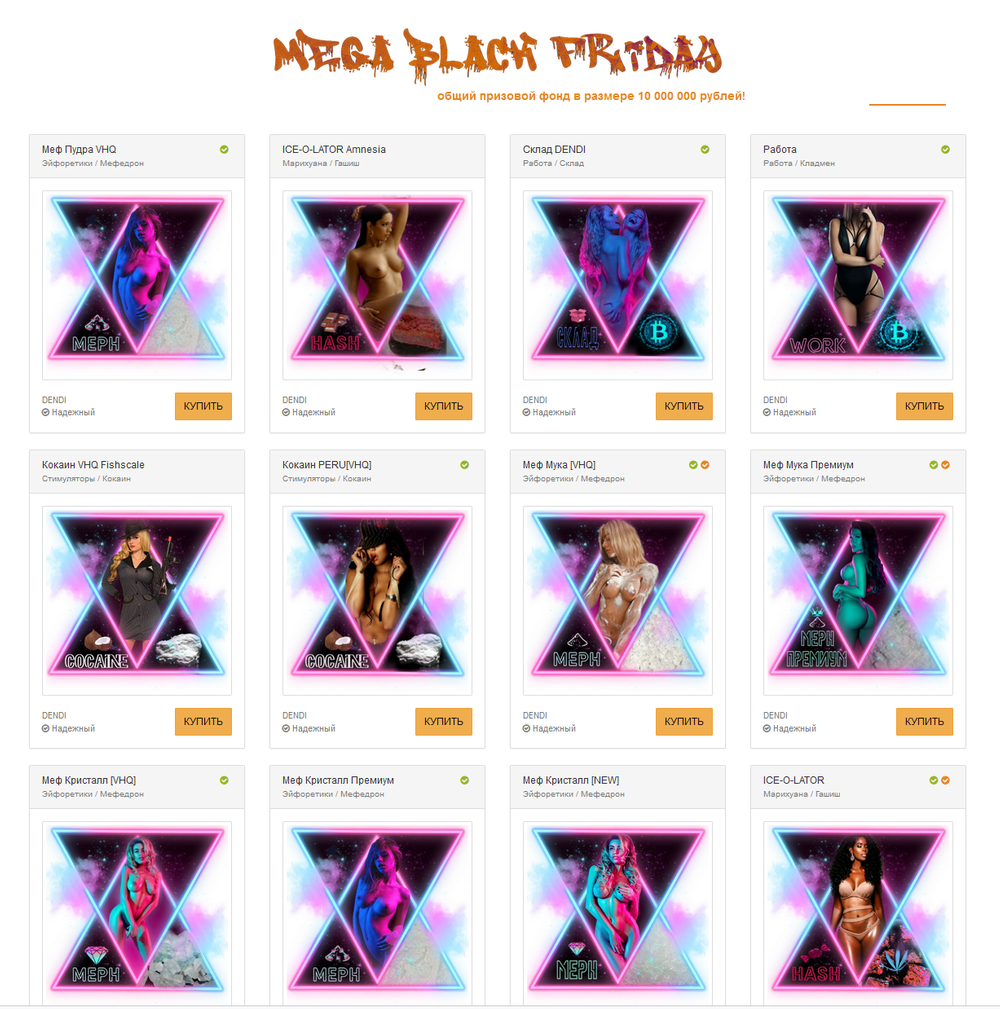 MEGA BLACK FRIDAY
общий призовой фонд в размере 10 000 000 рублей!
Меф Пудра VHQ
Эйфоретики / Мефедрон
MEPH
DENDI
Надежный
КУПИТЬ
ICE-O-LATOR Amnesia
Марихуана / Гашиш
HASH
DENDI
Надежный
КУПИТЬ
Склад DENDI
Работа / Склад
СКЛАД
DENDI
Надежный
КУПИТЬ
Работа
Работа / Кладмен
WORK
DENDI
Надежный
КУПИТЬ
Кокаин VHQ Fishscale
Стимуляторы / Кокаин
COCAINE
DENDI
Надежный
КУПИТЬ
Кокаин PERU[VHQ]
Стимуляторы / Кокаин
COCAINE
DENDI
Надежный
КУПИТЬ
Меф Мука [VHQ]
Эйфоретики / Мефедрон
MEPH
DENDI
Надежный
КУПИТЬ
Меф Мука Премиум
Эйфоретики / Мефедрон
MEPH
ПРЕМИУМ
DENDI
Надежный
КУПИТЬ
Меф Кристалл [VHQ]
Эйфоретики / Мефедрон
MEPH
Меф Кристалл Премиум
Эйфоретики / Мефедрон
MEPH
Меф Кристалл [NEW]
Эйфоретики / Мефедрон
MEPH
ICE-O-LATOR
Марихуана / Гашиш
HASH